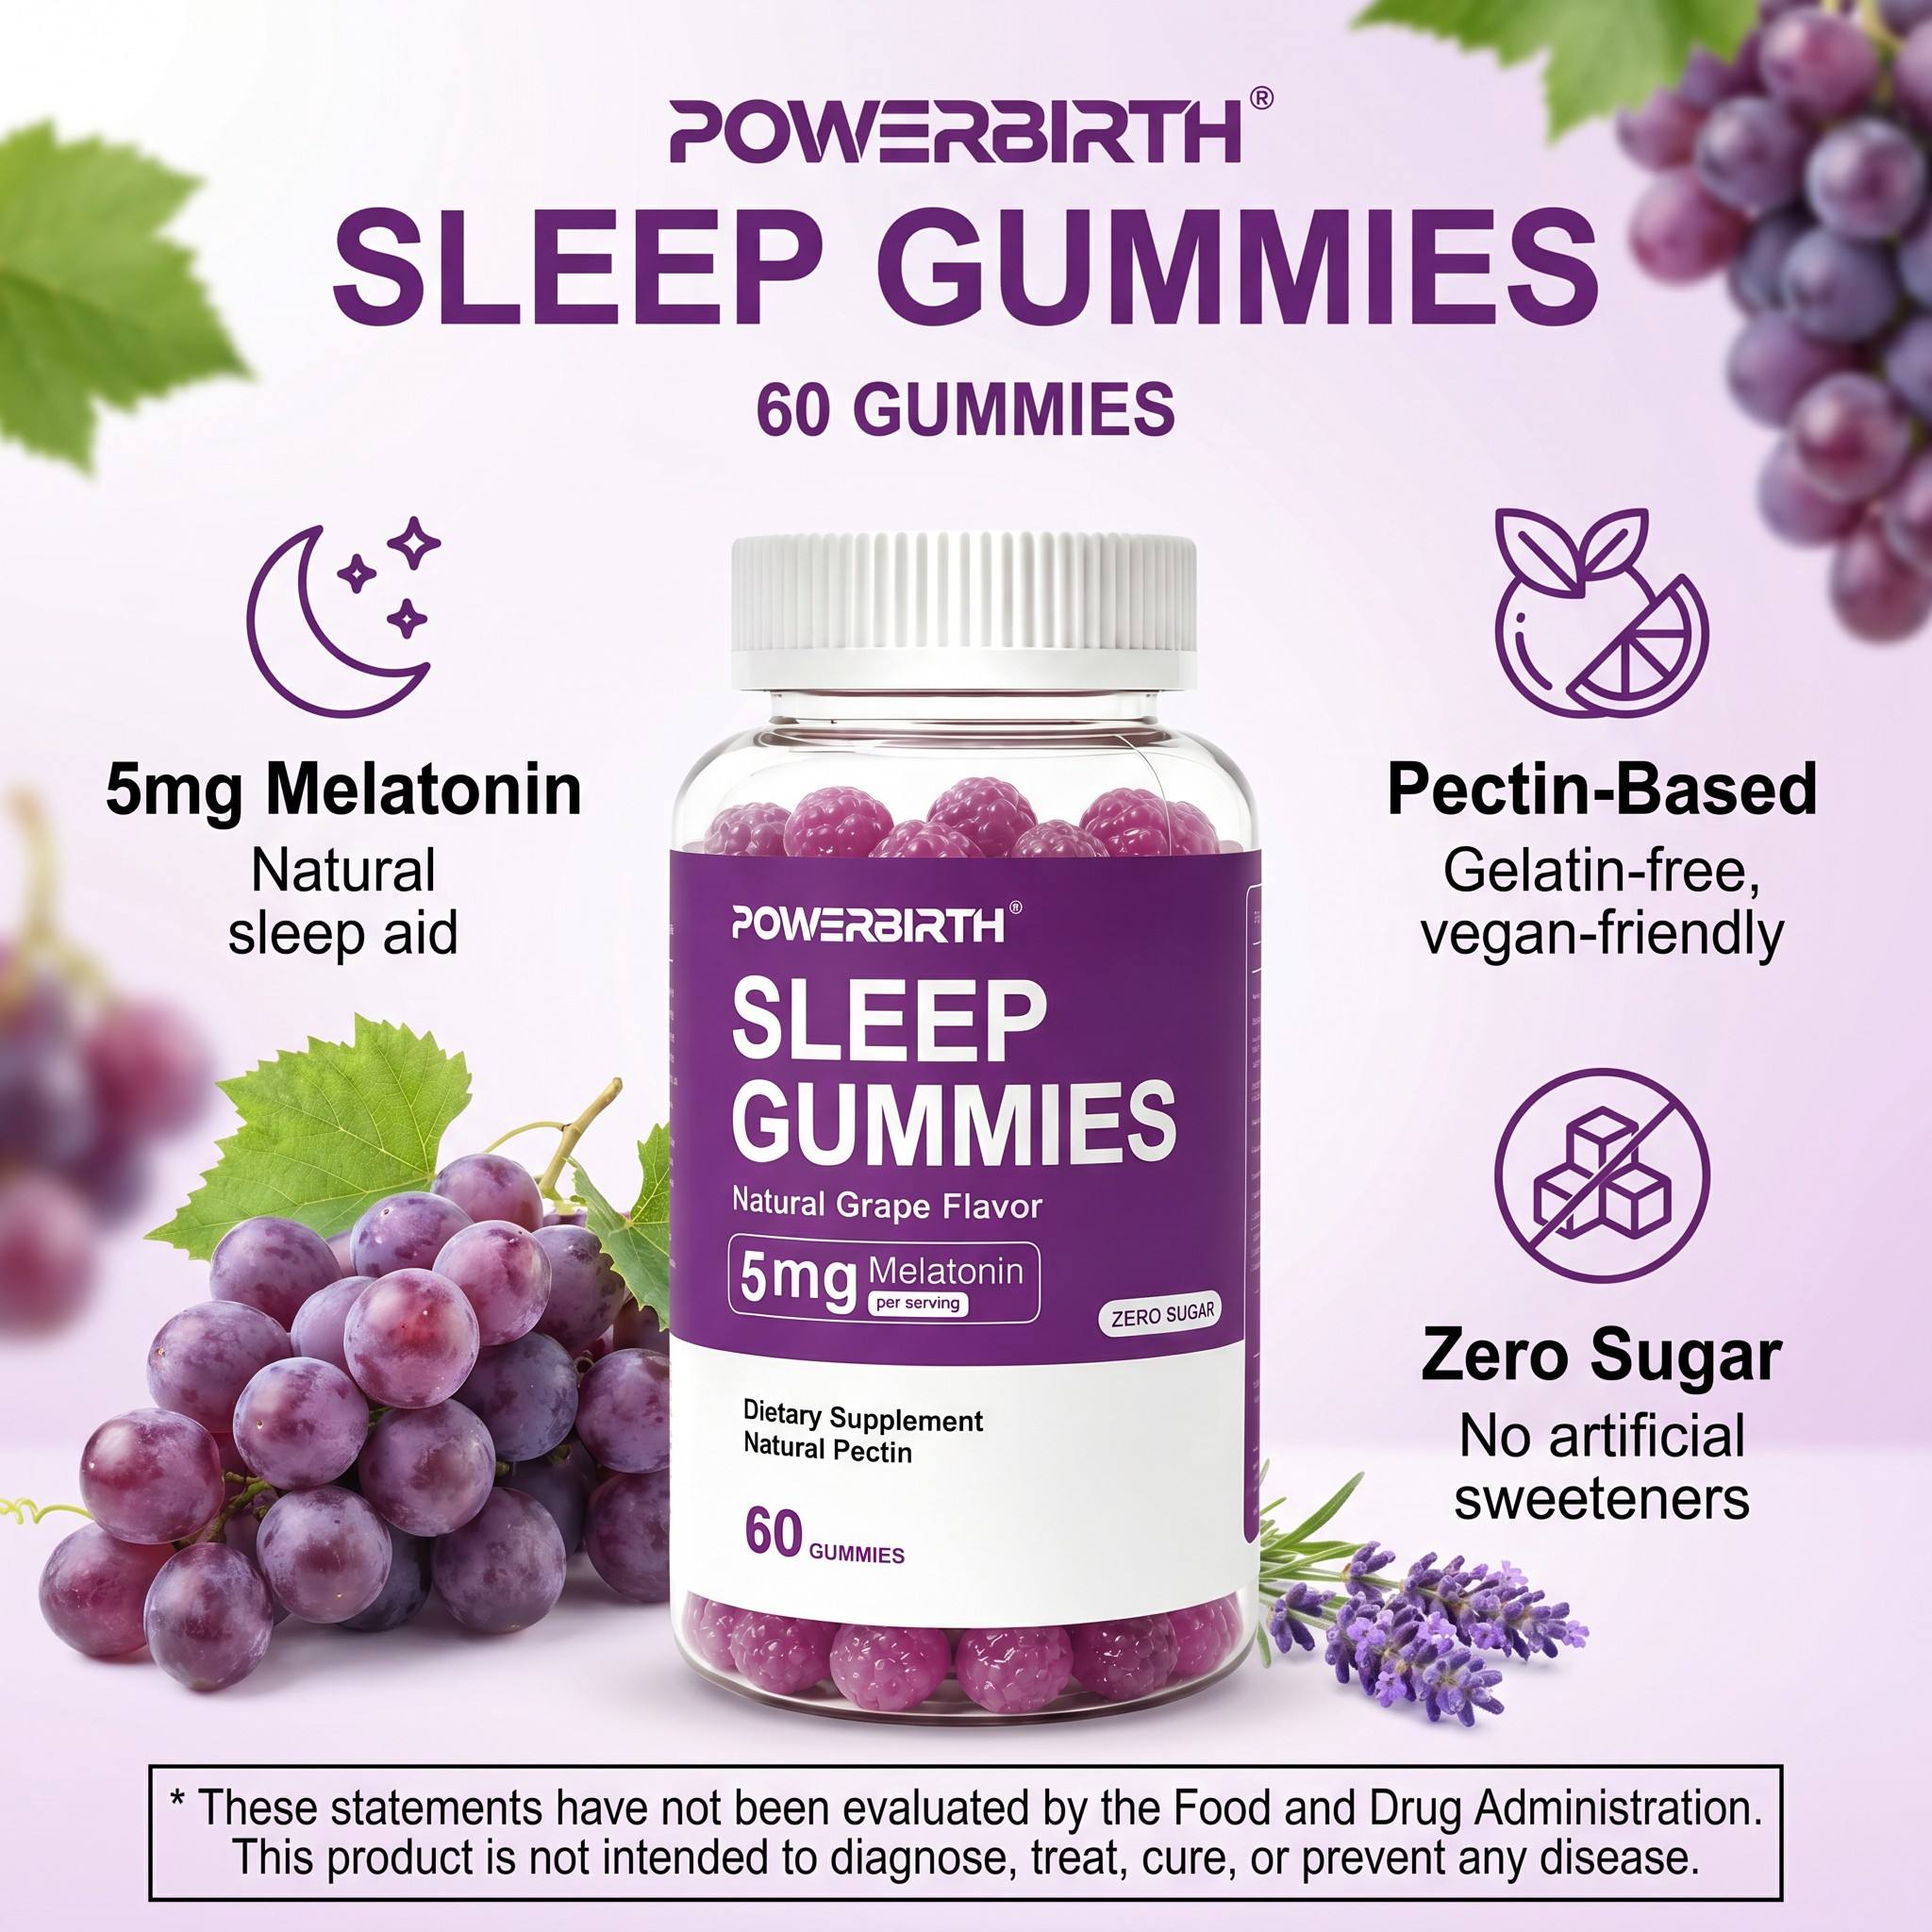 POWERBIRTH®
SLEEP GUMMIES
60 GUMMIES
5mg Melatonin
Natural
sleep aid
Pectin-Based
Gelatin-free,
vegan-friendly
Zero Sugar
No artificial
sweeteners
POWERBIRTH®
SLEEP
GUMMIES
Natural Grape Flavor
5mg Melatonin
per serving
ZERO SUGAR
Dietary Supplement
Natural Pectin
60 GUMMIES
* These statements have not been evaluated by the Food and Drug Administration.
This product is not intended to diagnose, treat, cure, or prevent any disease.